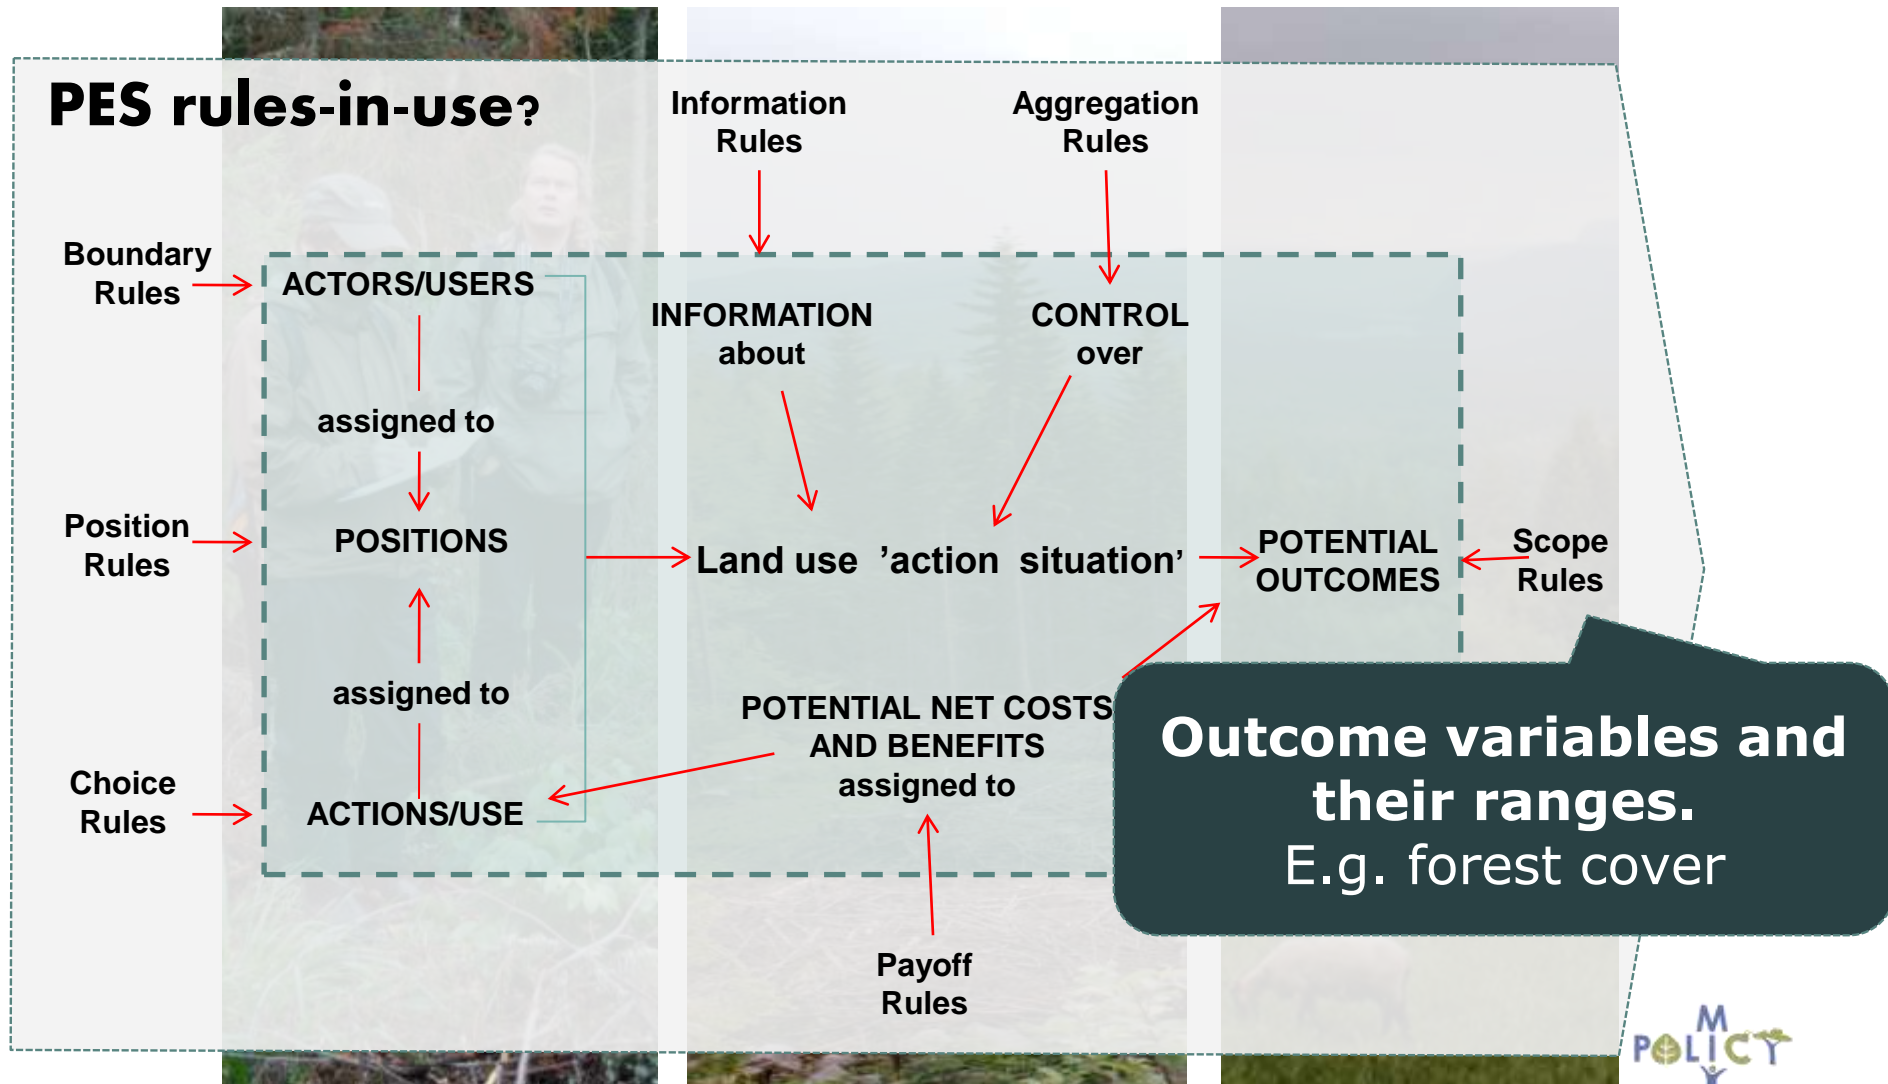 PES rules-in-use?
Information
Rules
Aggregation
Rules
Boundary
Rules
ACTORS/USERS
INFORMATION
about
CONTROL
over
assigned to
Position
Rules
POSITIONS
Land use 'action situation'
POTENTIAL
OUTCOMES
Scope
Rules
assigned to
POTENTIAL NET COSTS
AND BENEFITS
assigned to
Choice
Rules
ACTIONS/USE
Outcome variables and
their ranges.
E.g. forest cover
Payoff
Rules
POLICY
MIX